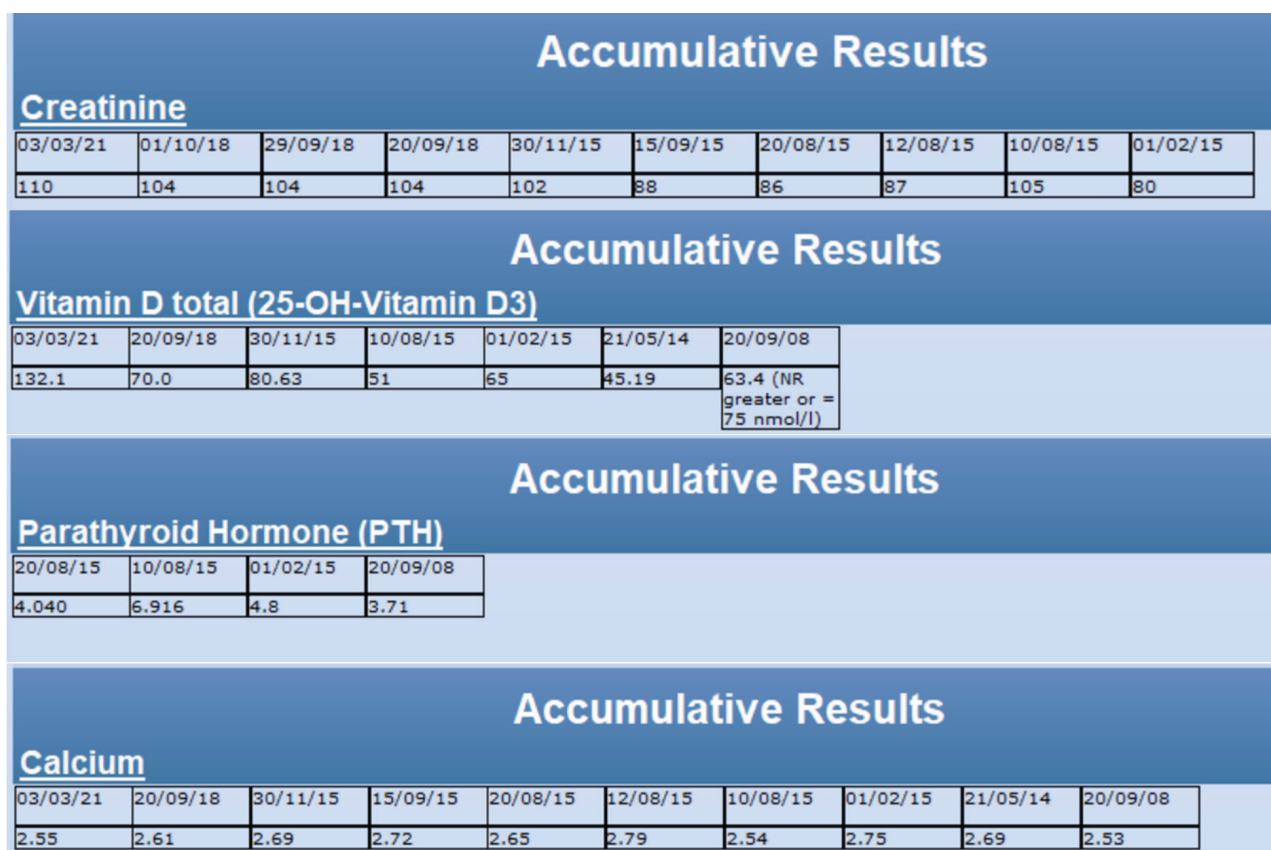 Accumulative Results
Creatinine
03/03/21 01/10/18 29/09/18 20/09/18 30/11/15 15/09/15 20/08/15 12/08/15 10/08/15 01/02/15
110 104 104 104 102 88 86 87 105 80
Accumulative Results
Vitamin D total (25-OH-Vitamin D3)
03/03/21 20/09/18 30/11/15 10/08/15 01/02/15 21/05/14 20/09/08
132.1 70.0 80.63 51 65 45.19 63.4 (NR
greater or =
75 nmol/l)
Accumulative Results
Parathyroid Hormone (PTH)
20/08/15 10/08/15 01/02/15 20/09/08
4.040 6.916 4.8 3.71
Accumulative Results
Calcium
03/03/21 20/09/18 30/11/15 15/09/15 20/08/15 12/08/15 10/08/15 01/02/15 21/05/14 20/09/08
2.55 2.61 2.69 2.72 2.65 2.79 2.54 2.75 2.69 2.53